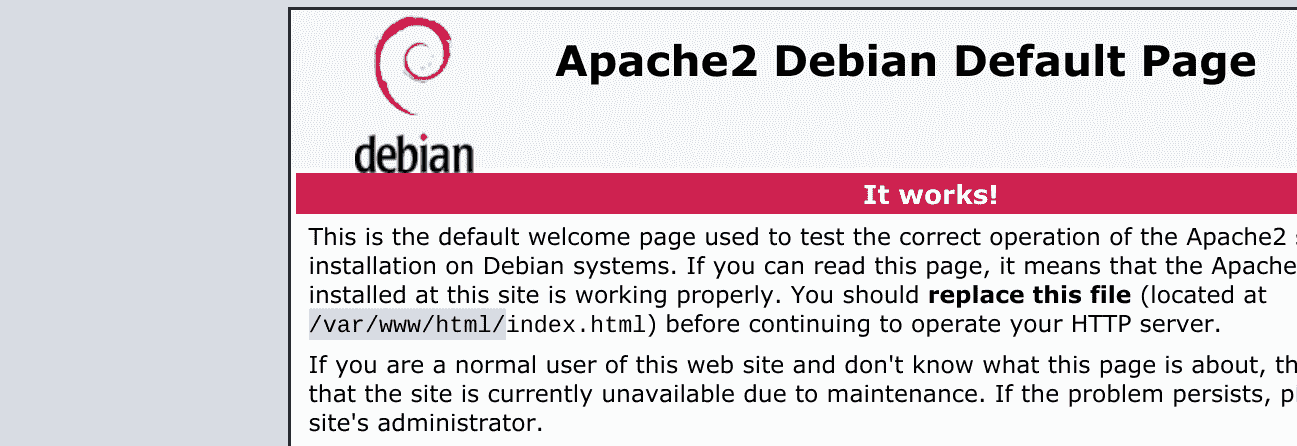 debian
Apache2 Debian Default Page
It works!
This is the default welcome page used to test the correct operation of the Apache2
installation on Debian systems. If you can read this page, it means that the Apache
installed at this site is working properly. You should replace this file (located at
/var/www/html/index.html) before continuing to operate your HTTP server.
If you are a normal user of this web site and don't know what this page is about,
that the site is currently unavailable due to maintenance. If the problem persists,
site's administrator.